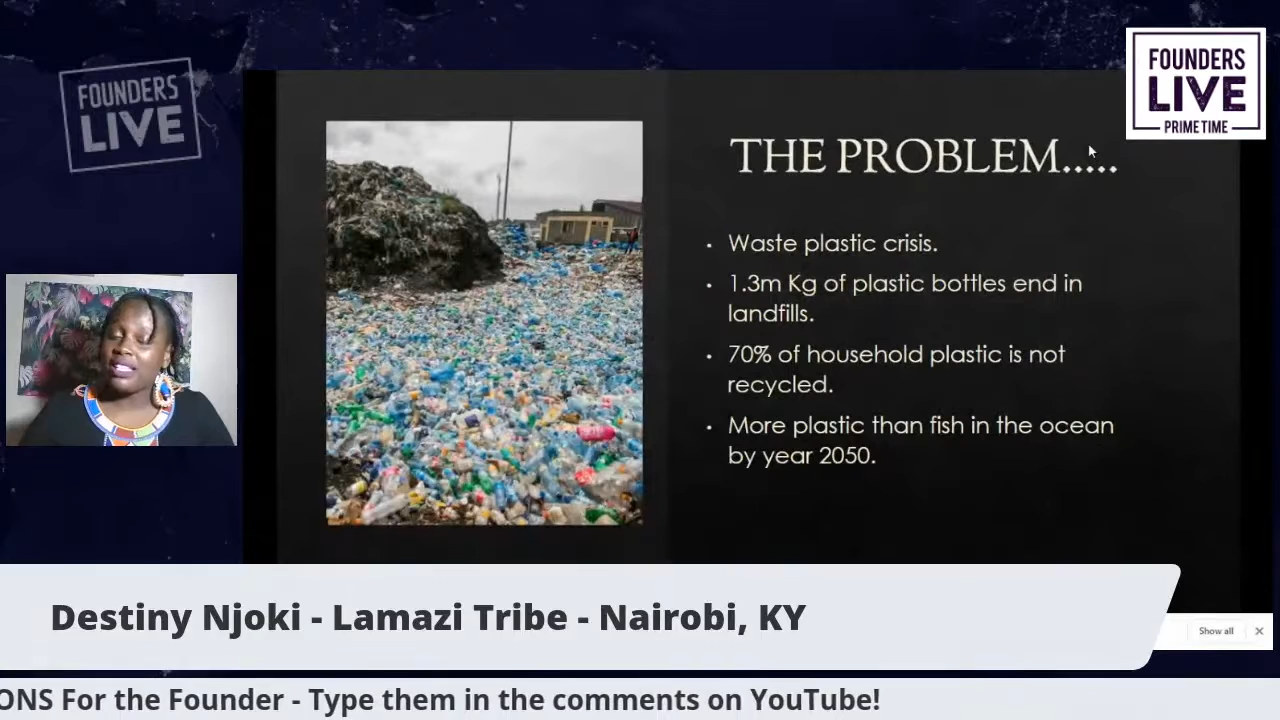 FOUNDERS
LIVE
FOUNDERS
LIVE
PRIMETIME
THE PROBLEM.....
• Waste plastic crisis.
• 1.3m Kg of plastic bottles end in
landfills.
• 70% of household plastic is not
recycled.
• More plastic than fish in the ocean
by year 2050.
Destiny Njoki - Lamazi Tribe - Nairobi, KY
Show all
ONS For the Founder - Type them in the comments on YouTube!